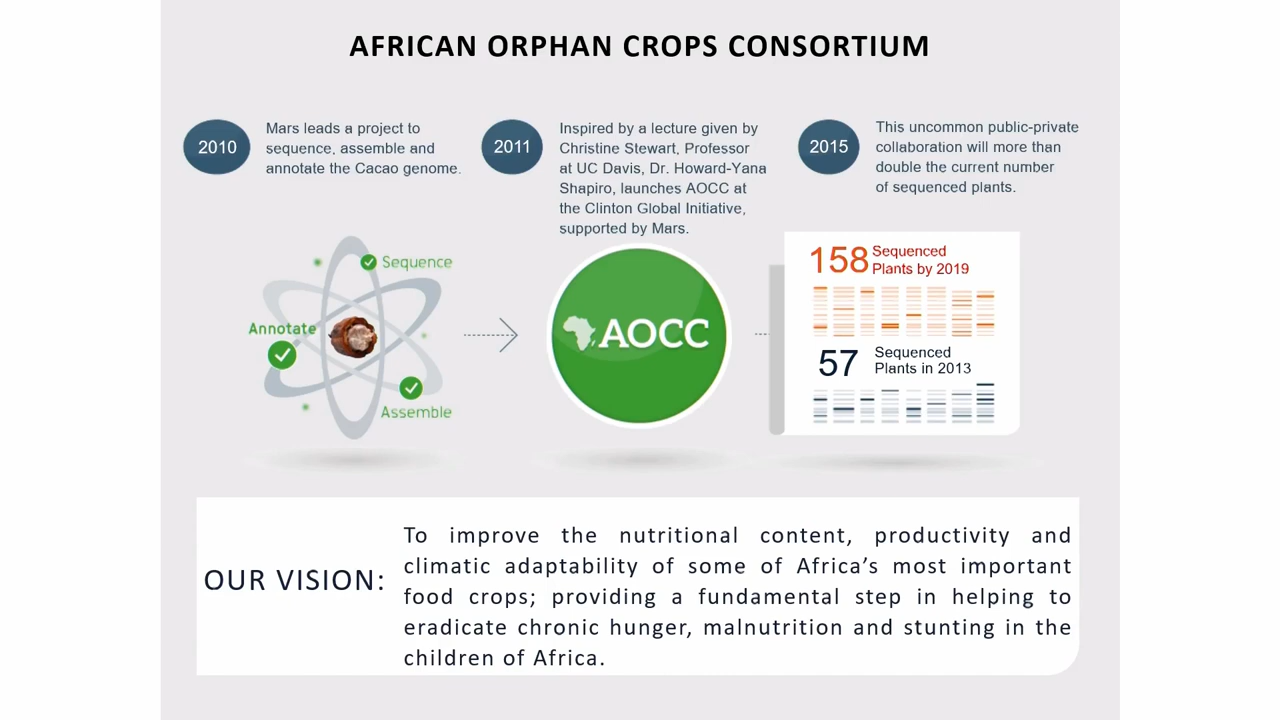 AFRICAN ORPHAN CROPS CONSORTIUM
2010
Mars leads a project to
sequence, assemble and
annotate the Cacao genome.
2011
Inspired by a lecture given by
Christine Stewart, Professor
at UC Davis, Dr. Howard-Yana
Shapiro, launches AOCC at
the Clinton Global Initiative,
supported by Mars.
2015
This uncommon public-private
collaboration will more than
double the current number
of sequenced plants.
Sequence
Annotate
Assemble
AOCC
158 Sequenced
Plants by 2019
57 Sequenced
Plants in 2013
OUR VISION:
To improve the nutritional content, productivity and
climatic adaptability of some of Africa's most important
food crops; providing a fundamental step in helping to
eradicate chronic hunger, malnutrition and stunting in the
children of Africa.